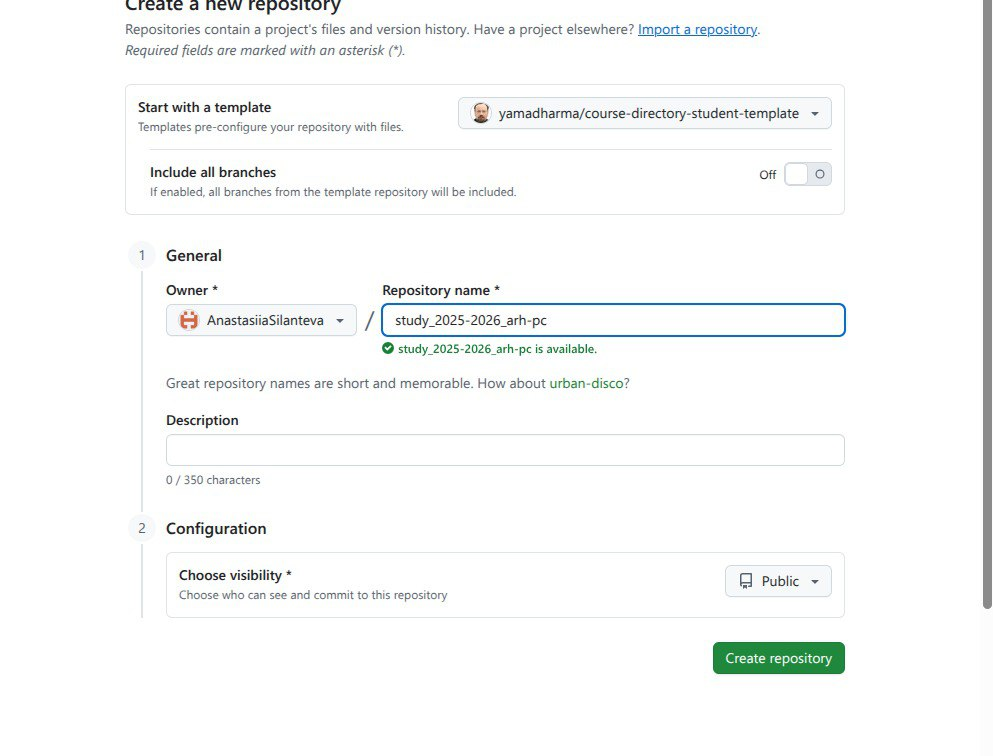 Create a new repository
Repositories contain a project's files and version history. Have a project elsewhere? Import a repository.
Required fields are marked with an asterisk (*).
Start with a template
Templates pre-configure your repository with files.
yamadharma/course-directory-student-template
Include all branches
If enabled, all branches from the template repository will be included.
Off
1 General
Owner *
Repository name *
AnastasiiaSilanteva / study_2025-2026_arh-pc
study_2025-2026_arh-pc is available.
Great repository names are short and memorable. How about urban-disco?
Description
0 / 350 characters
2 Configuration
Choose visibility *
Choose who can see and commit to this repository
Public
Create repository